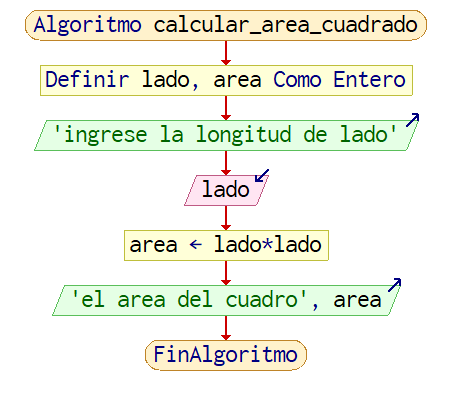 Algoritmo calcular_area_cuadrado
Definir lado, area Como Entero
'ingrese la longitud de lado'
lado
area ← lado*lado
'el area del cuadro', area
FinAlgoritmo